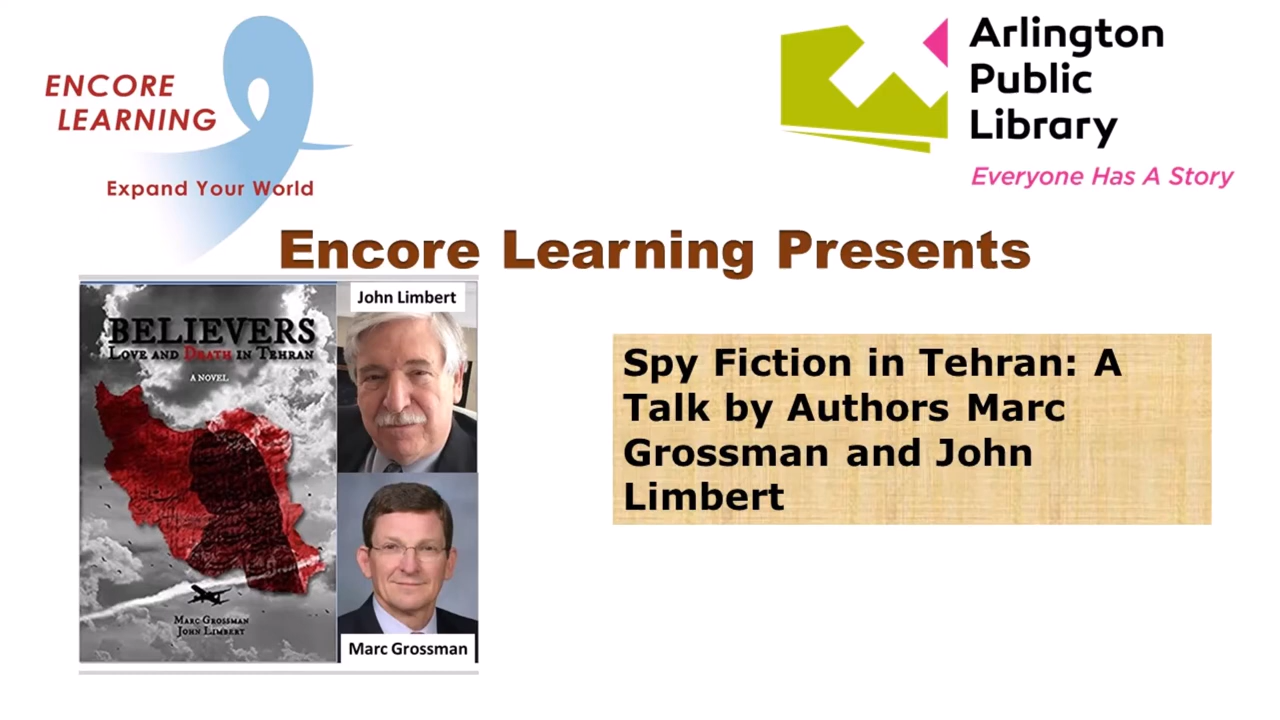 ENCORE
LEARNING
Expand Your World
Arlington
Public
Library
Everyone Has A Story
Encore Learning Presents
BELIEVERS
LOVE AND DEATH IN TEHRAN
A NOVEL
MARC GROSSMAN
JOHN LIMBERT
John Limbert
Marc Grossman
Spy Fiction in Tehran: A
Talk by Authors Marc
Grossman and John
Limbert